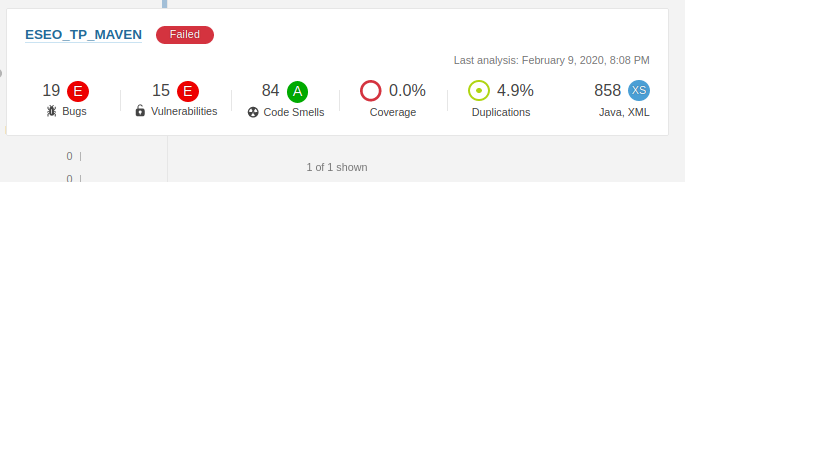 ESEO_TP_MAVEN Failed
Last analysis: February 9, 2020, 8:08 PM
19 E 15 E 84 A 0.0% 4.9% 858 XS
Bugs Vulnerabilities Code Smells Coverage Duplications Java, XML
0
1 of 1 shown
0